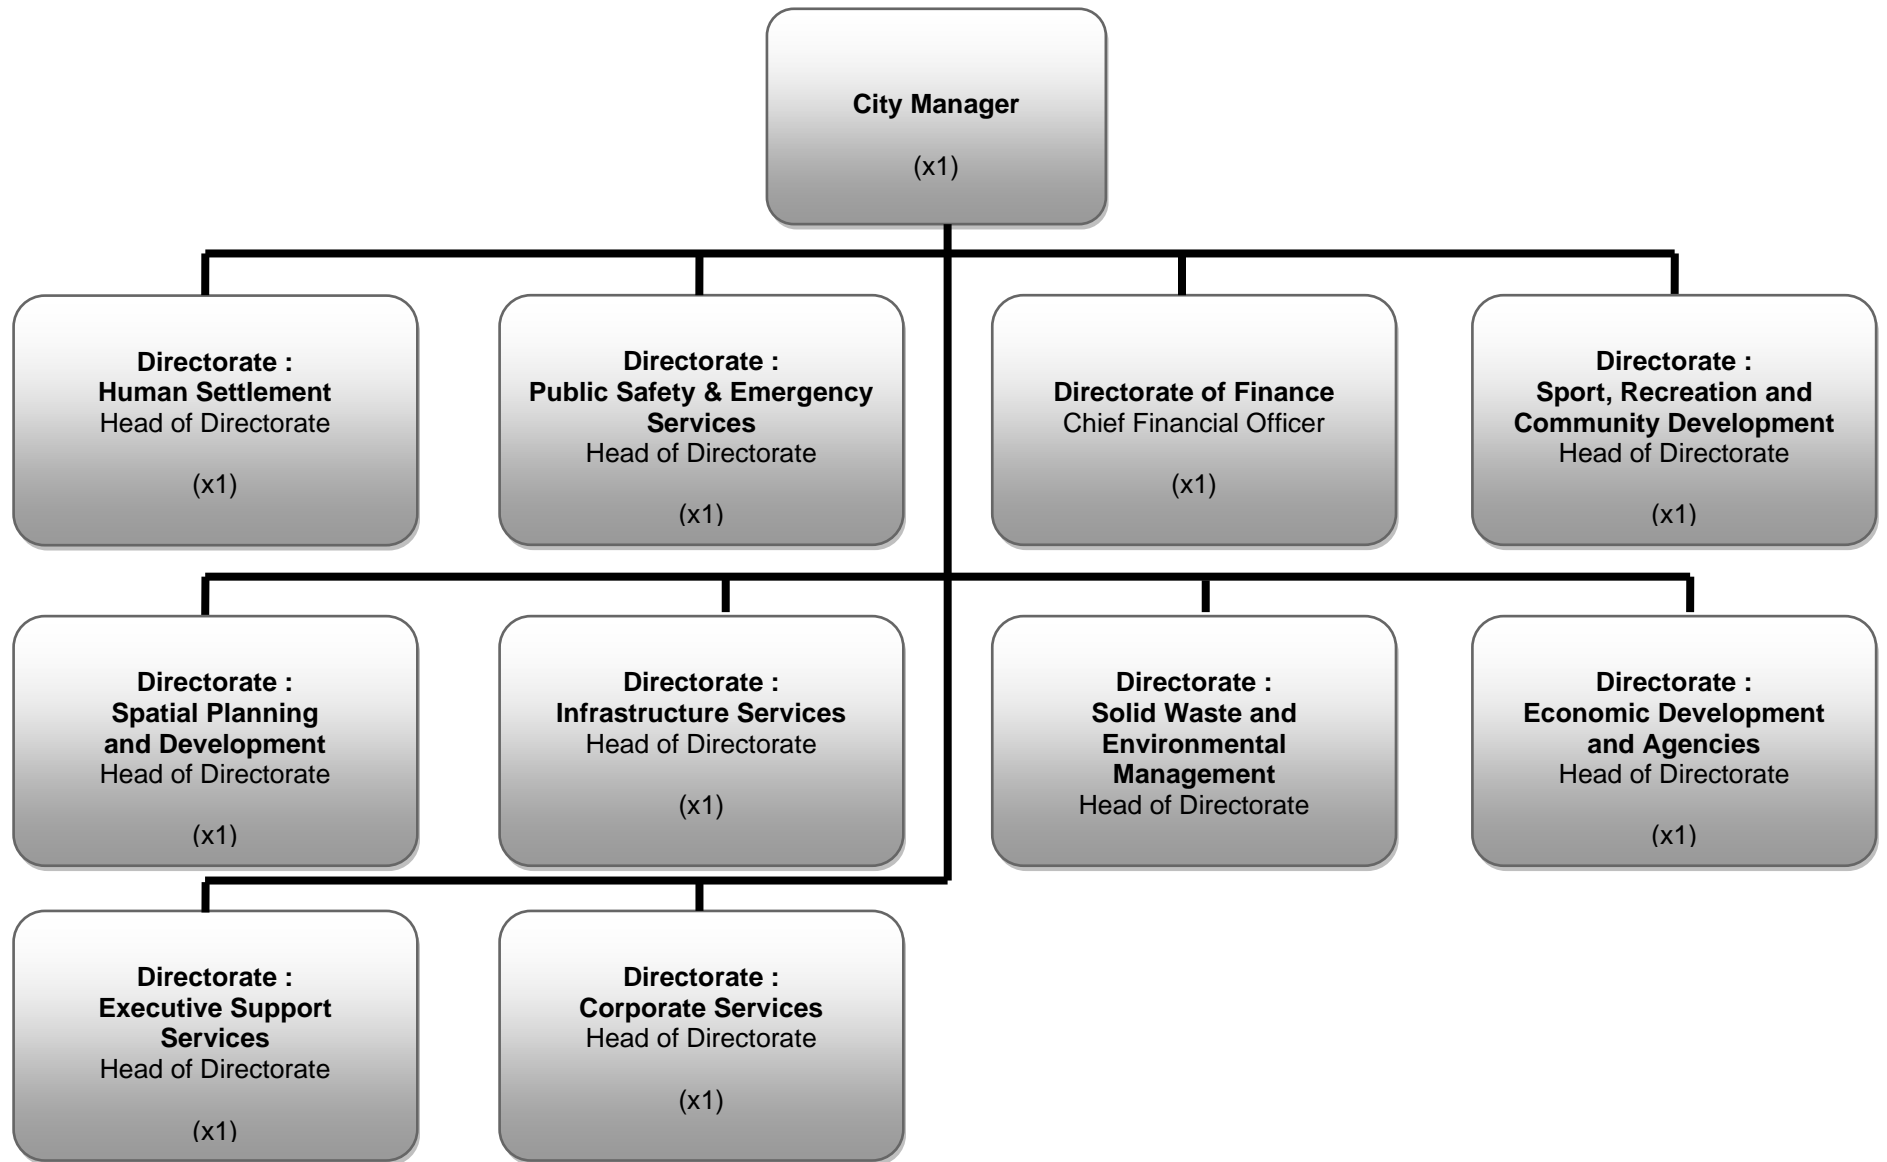 City Manager
(x1)
Directorate :
Human Settlement
Head of Directorate
(x1)
Directorate :
Public Safety & Emergency
Services
Head of Directorate
(x1)
Directorate of Finance
Chief Financial Officer
(x1)
Directorate :
Sport, Recreation and
Community Development
Head of Directorate
(x1)
Directorate :
Spatial Planning
and Development
Head of Directorate
(x1)
Directorate :
Infrastructure Services
Head of Directorate
(x1)
Directorate :
Solid Waste and
Environmental
Management
Head of Directorate
Directorate :
Economic Development
and Agencies
Head of Directorate
(x1)
Directorate :
Executive Support
Services
Head of Directorate
(x1)
Directorate :
Corporate Services
Head of Directorate
(x1)